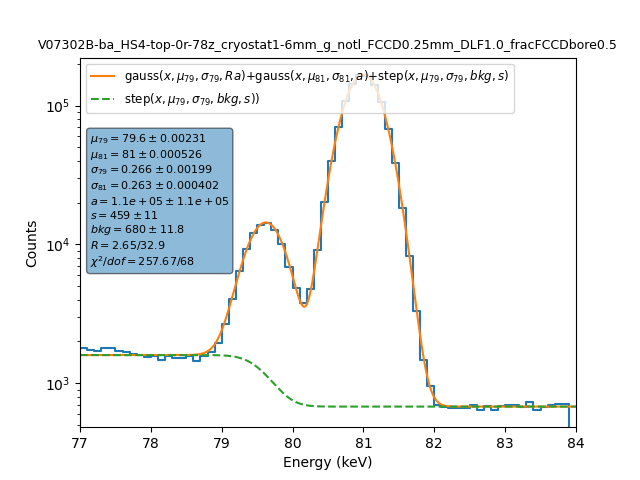 V07302B-ba_HS4-top-0r-78z_cryostat1-6mm_g_notl_FCCD0.25mm_DLF1.0_fracFCCDbore0.5
gauss(x, μ₇₉, σ₇₉, Ra)+gauss(x, μ₈₁, σ₈₁, a)+step(x, μ₇₉, σ₇₉, bkg, s)
step(x, μ₇₉, σ₇₉, bkg, s))
μ₇₉ = 79.6 ± 0.00231
μ₈₁ = 81 ± 0.000526
σ₇₉ = 0.266 ± 0.00199
σ₈₁ = 0.263 ± 0.000402
a = 1.1e + 05 ± 1.1e + 05
s = 459 ± 11
bkg = 680 ± 11.8
R = 2.65/32.9
χ²/dof = 257.67/68
10⁵
10⁴
10³
Counts
77 78 79 80 81 82 83 84
Energy (keV)